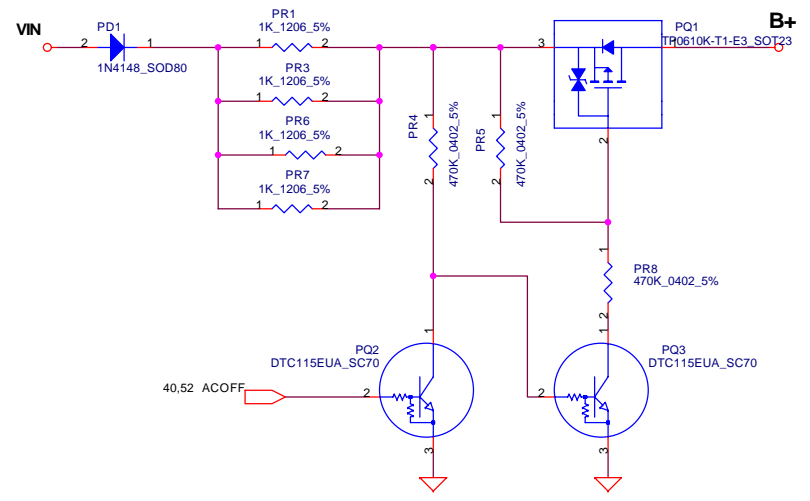 VIN
PD1
2
1
1N4148_SOD80
PR1
1K_1206_5%
1
2
PR3
1K_1206_5%
1
2
PR6
1K_1206_5%
1
2
PR7
1K_1206_5%
1
2
PR4
470K_0402_5%
1
2
PR5
470K_0402_5%
1
2
B+
PQ1
TP0610K-T1-E3_SOT23
3
1
2
PR8
470K_0402_5%
1
2
PQ2
DTC115EUA_SC70
1
2
3
PQ3
DTC115EUA_SC70
1
2
3
40,52 ACOFF